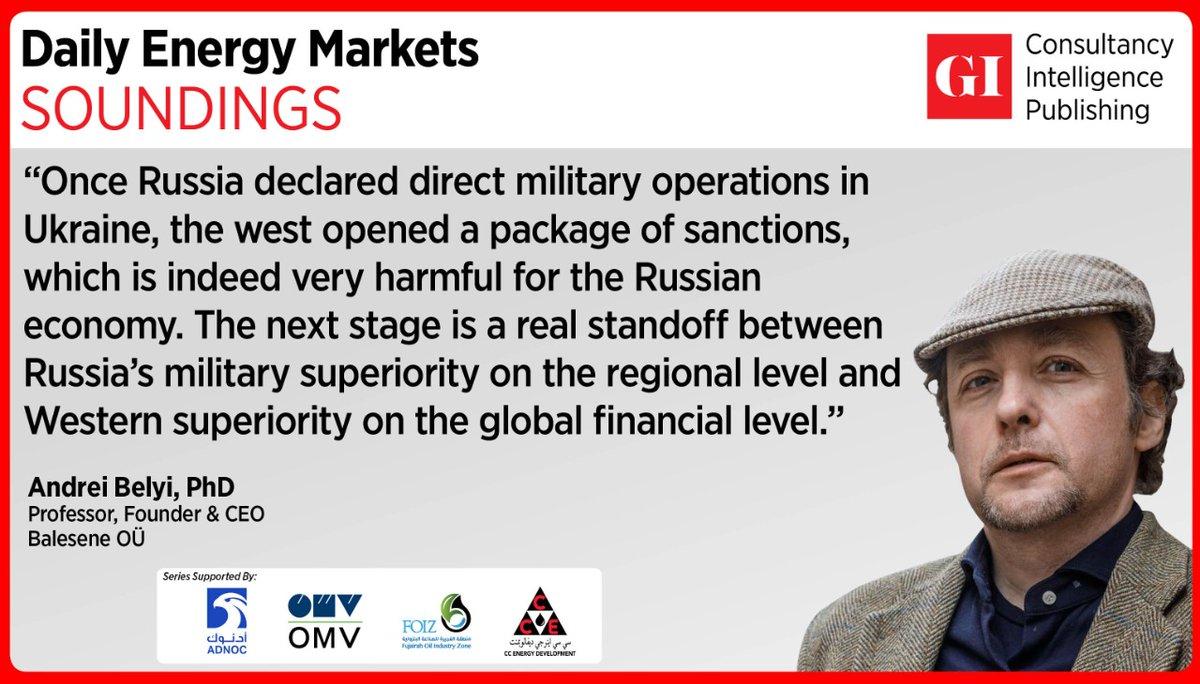 Daily Energy Markets
SOUNDINGS
GI
Consultancy
Intelligence
Publishing
“Once Russia declared direct military operations in
Ukraine, the west opened a package of sanctions,
which is indeed very harmful for the Russian
economy. The next stage is a real standoff between
Russia’s military superiority on the regional level and
Western superiority on the global financial level.”
Andrei Belyi, PhD
Professor, Founder & CEO
Balesene OÜ
Series Supported By:
أدنوك
ADNOC
OMV
OMV
FOIZ
منطقة الفجيرة للصناعة البترولية
Fujairah Oil Industry Zone
C
C E
سي سي إينرجي ديفلوبمنت
CC ENERGY DEVELOPMENT